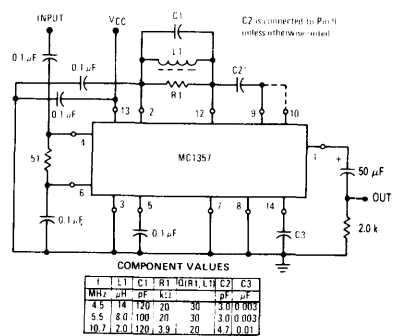 INPUT
VCC
C1
C2 is connected to Pin 9
unless otherwise noted
0.1 µF
0.1 µF
L1
0.1 µF
R1
C2
13
2
12
9
10
4
51
MC1357
1
+
50 µF
OUT
6
3
5
7
8
14
0.1 µF
0.1 µF
C3
2.0 k
COMPONENT VALUES
f L1 C1 R1 Q(R1, L1) C2 C3
MHz µH pF kΩ pF µF
4.5 14 120 20 30 3.0 0.003
5.5 8.0 100 20 30 3.0 0.003
10.7 2.0 120 3.9 20 4.7 0.01